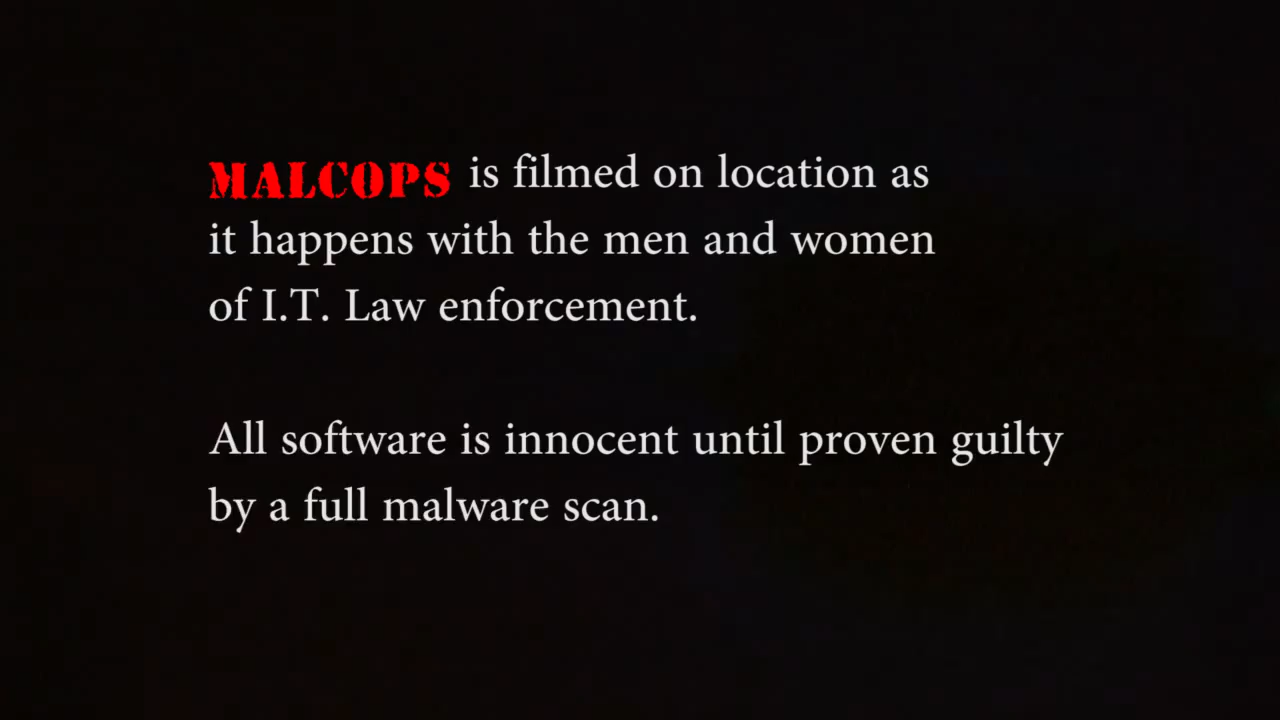 MALCOPS is filmed on location as
it happens with the men and women
of I.T. Law enforcement.
All software is innocent until proven guilty
by a full malware scan.